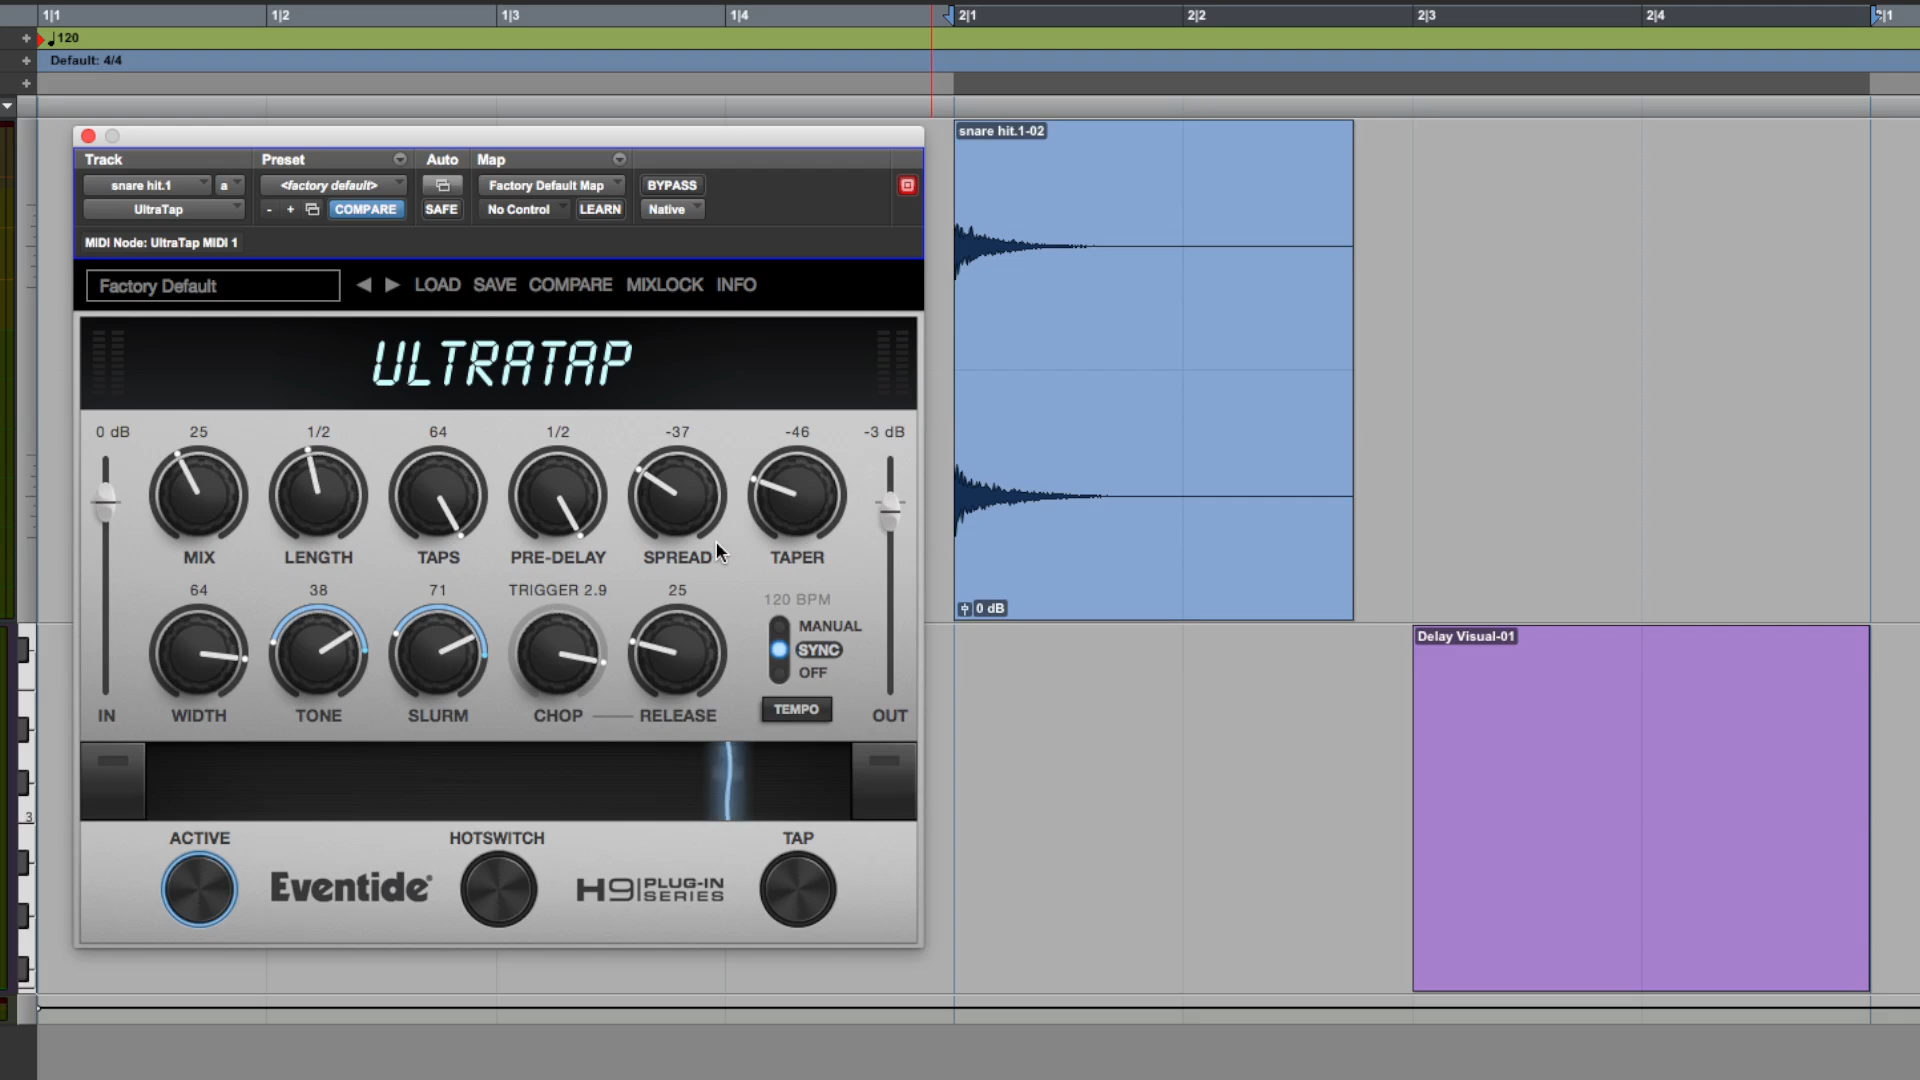 1|1 1|2 1|3 1|4 2|1 2|2 2|3 2|4
120
Default: 4/4
snare hit.1-02
Track Preset Auto Map
snare hit.1 a <factory default> Factory Default Map BYPASS
UltraTap - + COMPARE SAFE No Control LEARN Native
MIDI Node: UltraTap MIDI 1
Factory Default LOAD SAVE COMPARE MIXLOCK INFO
ULTRATAP
0 dB 25 1/2 64 1/2 -37 -46 -3 dB
MIX LENGTH TAPS PRE-DELAY SPREAD TAPER
64 38 71 TRIGGER 2.9 25 120 BPM
MANUAL
SYNC
OFF
TEMPO
IN WIDTH TONE SLURM CHOP RELEASE OUT
0 dB
Delay Visual-01
3
ACTIVE HOTSWITCH TAP
Eventide® H9 PLUG-IN SERIES